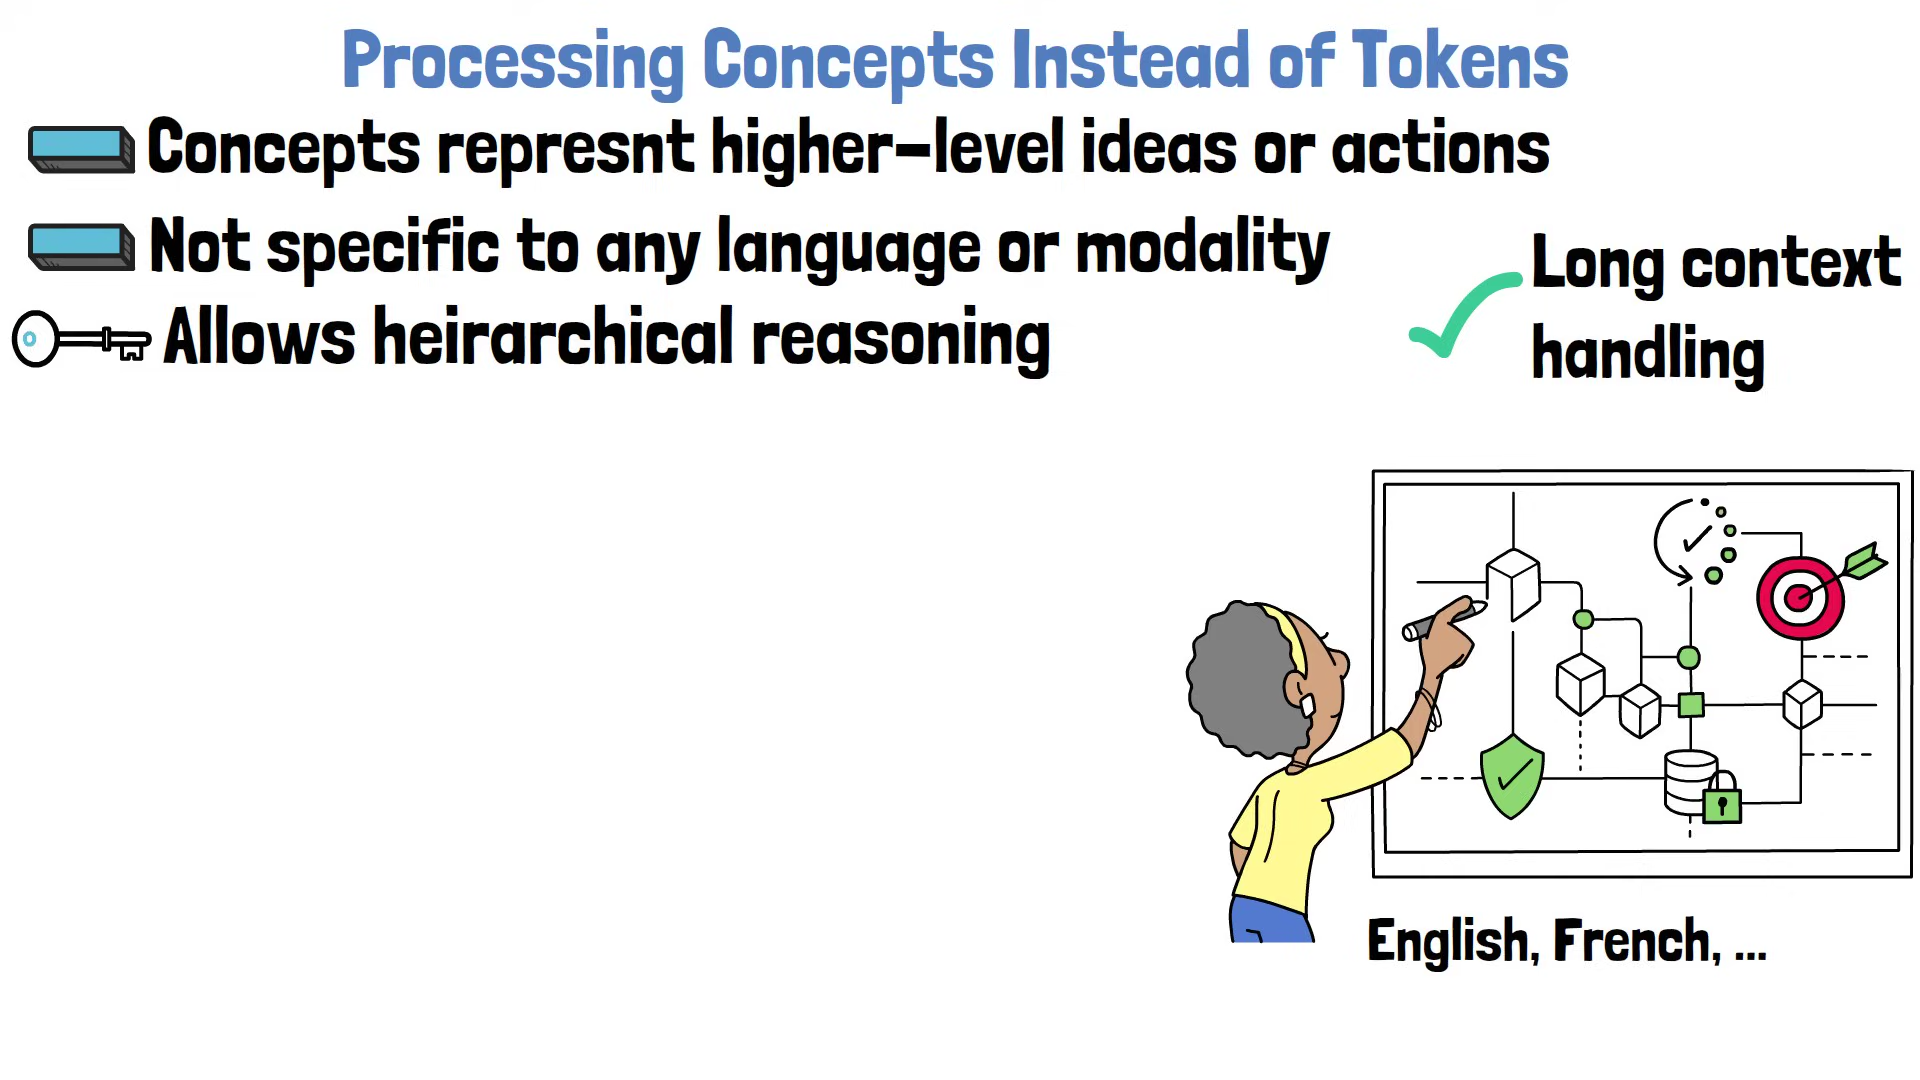 Processing Concepts Instead of Tokens
Concepts represnt higher-level ideas or actions
Not specific to any language or modality
Allows heirarchical reasoning
Long context
handling
English, French, ...